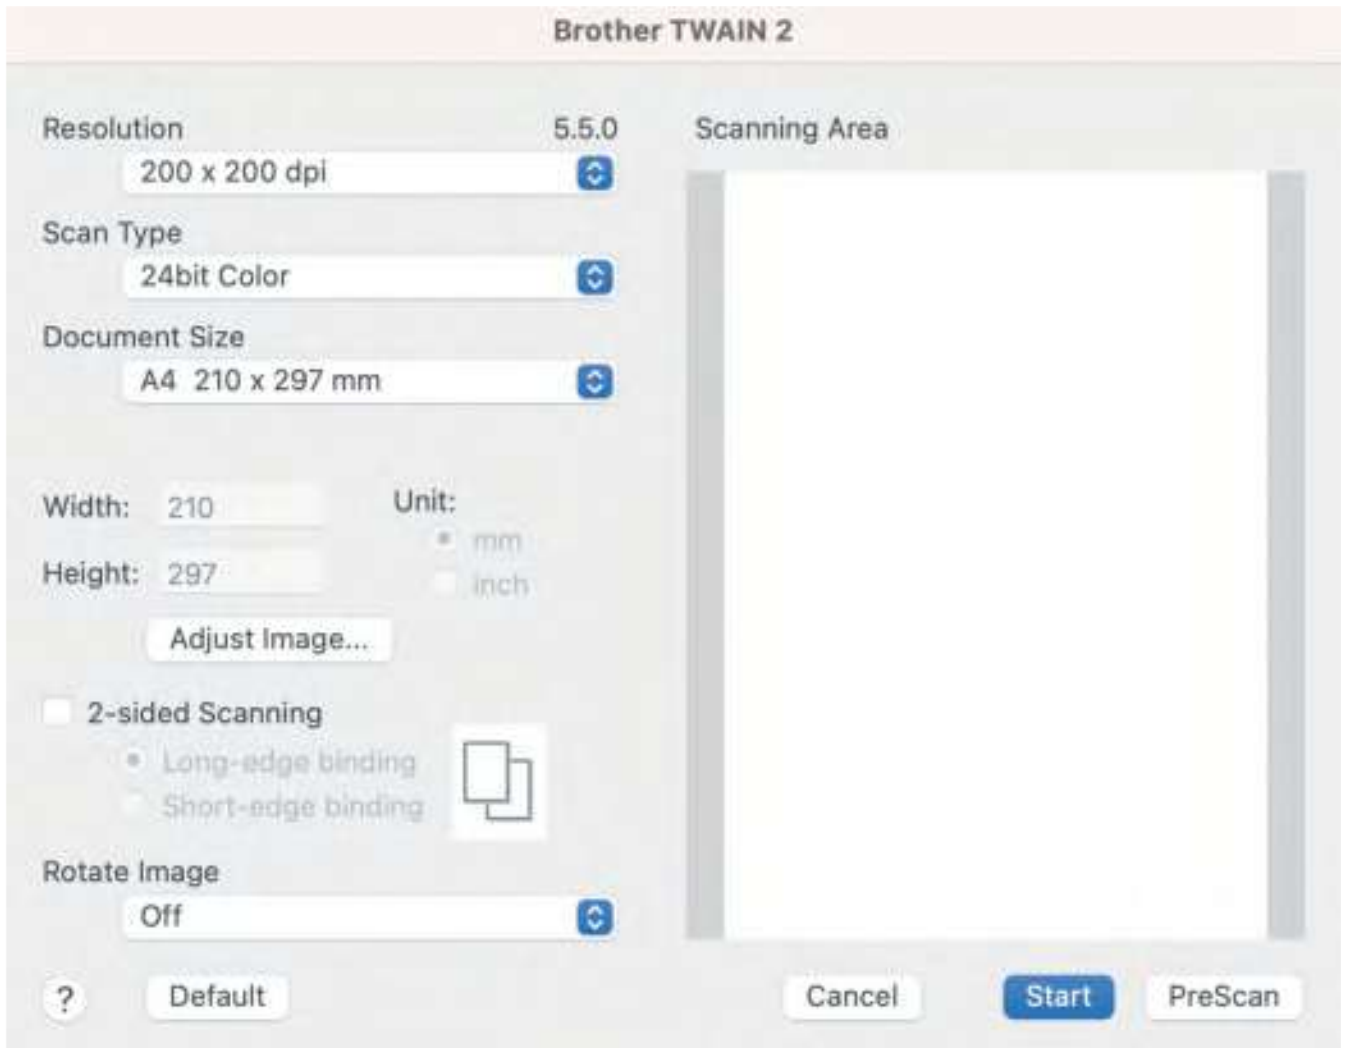 Brother TWAIN 2
Resolution 5.5.0
200 x 200 dpi
Scan Type
24bit Color
Document Size
A4 210 x 297 mm
Width: 210
Height: 297
Unit:
mm
inch
Adjust Image...
2-sided Scanning
Long-edge binding
Short-edge binding
Rotate Image
Off
? Default
Scanning Area
Cancel Start PreScan